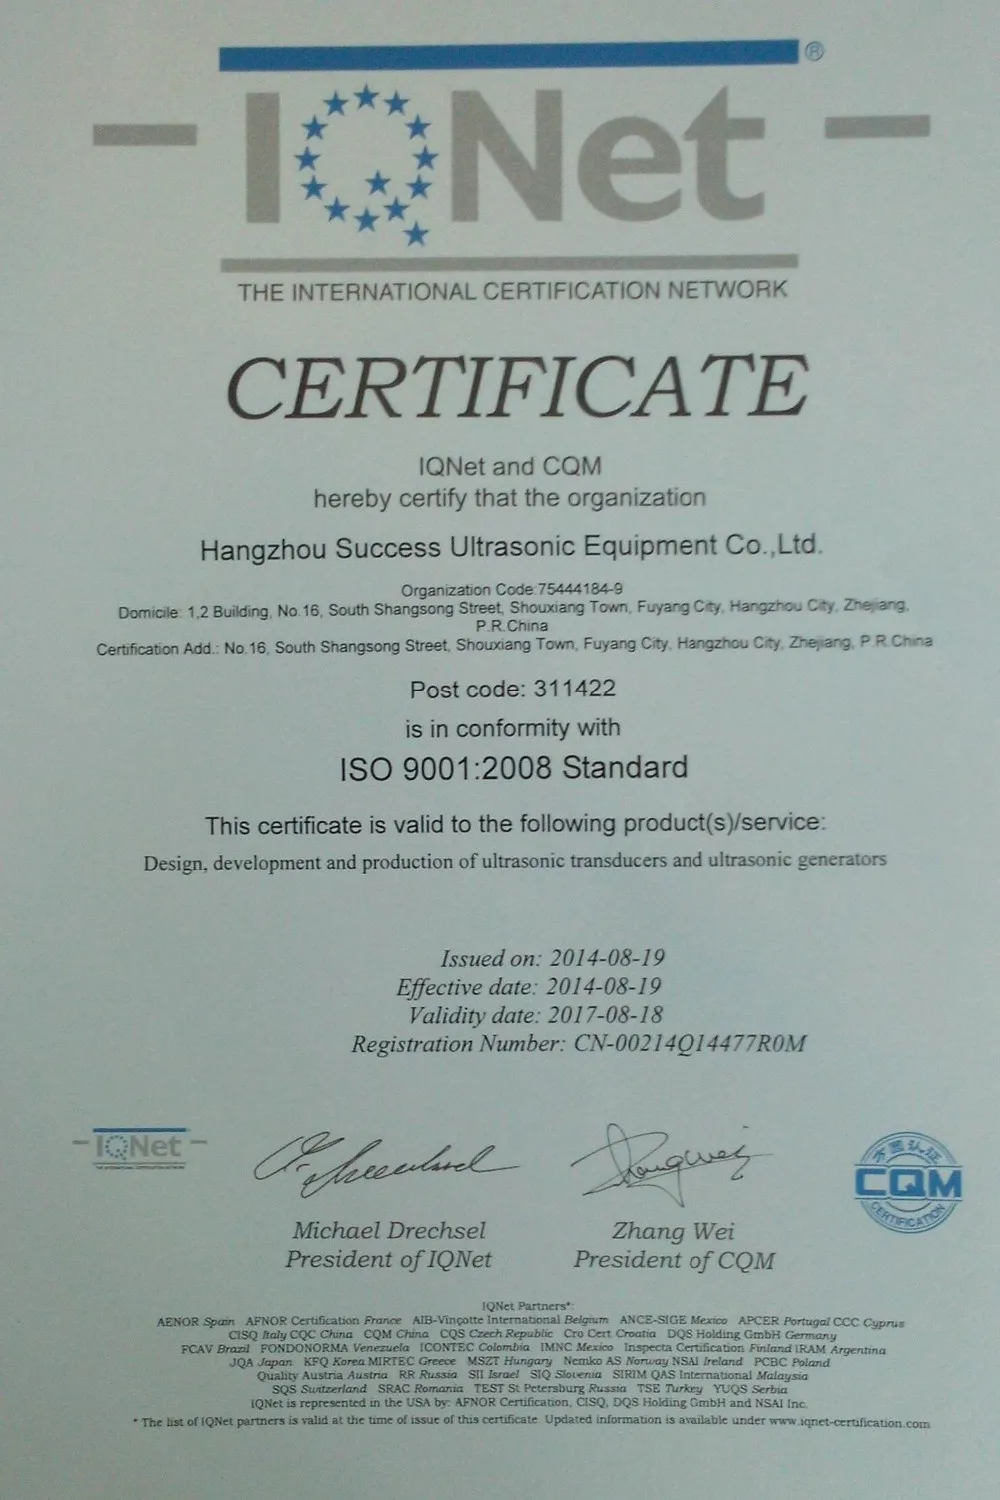 IQNet®
THE INTERNATIONAL CERTIFICATION NETWORK
CERTIFICATE
IQNet and CQM
hereby certify that the organization
Hangzhou Success Ultrasonic Equipment Co.,Ltd.
Organization Code:75444184-9
Domicile: 1,2 Building, No.16, South Shangsong Street, Shouxiang Town, Fuyang City, Hangzhou City, Zhejiang,
P.R.China
Certification Add.: No.16, South Shangsong Street, Shouxiang Town, Fuyang City, Hangzhou City, Zhejiang, P.R.China
Post code: 311422
is in conformity with
ISO 9001:2008 Standard
This certificate is valid to the following product(s)/service:
Design, development and production of ultrasonic transducers and ultrasonic generators
Issued on: 2014-08-19
Effective date: 2014-08-19
Validity date: 2017-08-18
Registration Number: CN-00214Q14477R0M
IQNet
方圆认证
CQM
CERTIFICATION
Michael Drechsel
President of IQNet
Zhang Wei
President of CQM
IQNet Partners*:
AENOR Spain AFNOR Certification France AIB-Vinçotte International Belgium ANCE-SIGE Mexico APCER Portugal CCC Cyprus
CISQ Italy CQC China CQM China CQS Czech Republic Cro Cert Croatia DQS Holding GmbH Germany
FCAV Brazil FONDONORMA Venezuela ICONTEC Colombia IMNC Mexico Inspecta Certification Finland IRAM Argentina
JQA Japan KFQ Korea MIRTEC Greece MSZT Hungary Nemko AS Norway NSAI Ireland PCBC Poland
Quality Austria Austria RR Russia SII Israel SIQ Slovenia SIRIM QAS International Malaysia
SQS Switzerland SRAC Romania TEST St Petersburg Russia TSE Turkey YUQS Serbia
IQNet is represented in the USA by: AFNOR Certification, CISQ, DQS Holding GmbH and NSAI Inc.
* The list of IQNet partners is valid at the time of issue of this certificate. Updated information is available under www.iqnet-certification.com